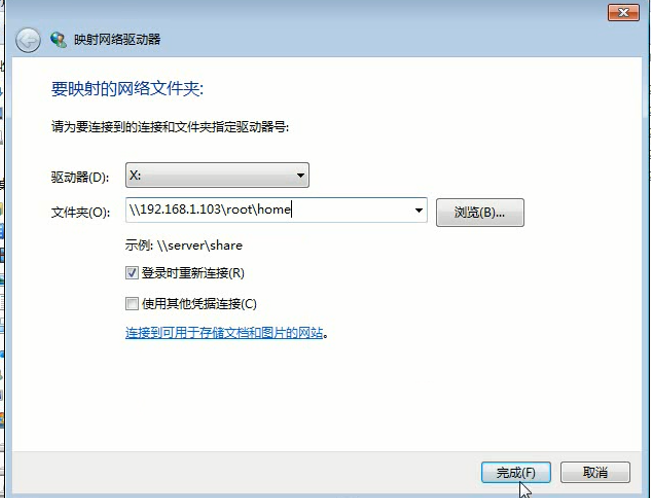 映射网络驱动器
要映射的网络文件夹:
请为要连接到的连接和文件夹指定驱动器号:
驱动器(D): X:
文件夹(O): \\192.168.1.103\root\home 浏览(B)...
示例: \\server\share
登录时重新连接(R)
使用其他凭据连接(C)
连接到可用于存储文档和图片的网站。
完成(F) 取消